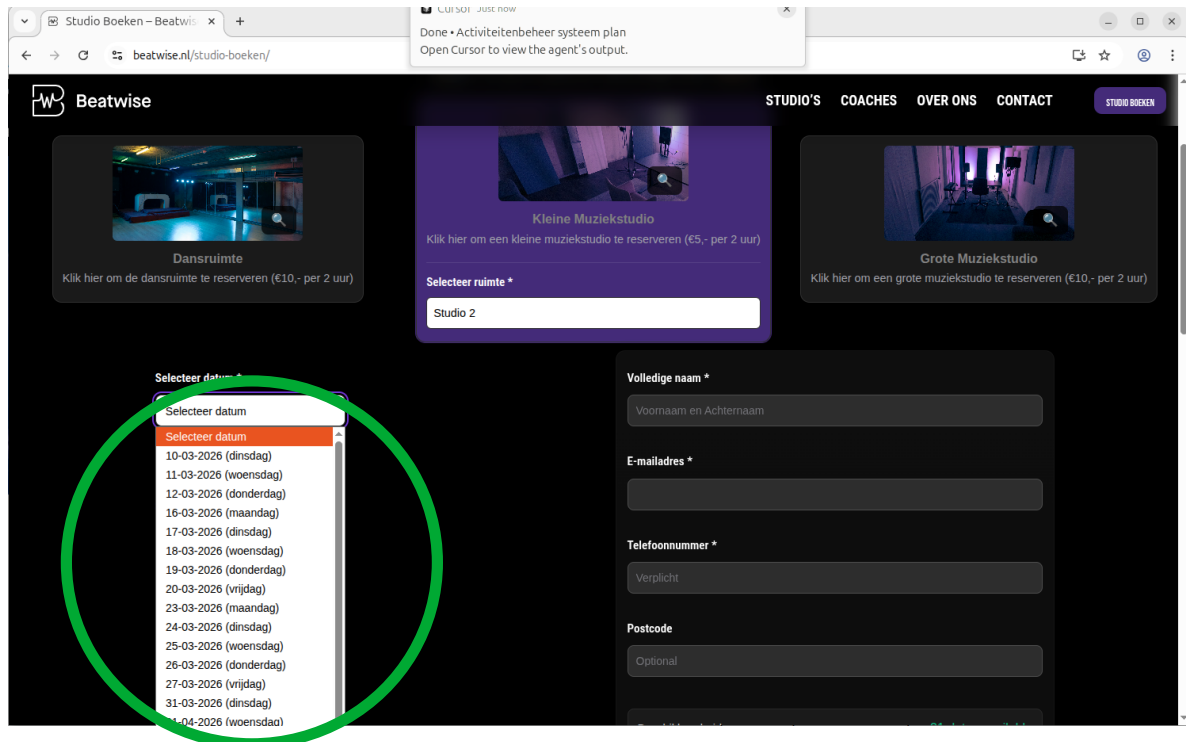 Cursor Just now
Studio Boeken – Beatwis
Done • Activiteitenbeheer systeem plan
Open Cursor to view the agent's output.
beatwise.nl/studio-boeken/
Beatwise
STUDIO'S COACHES OVER ONS CONTACT STUDIO BOEKEN
Dansruimte
Klik hier om de dansruimte te reserveren (€10,- per 2 uur)
Kleine Muziekstudio
Klik hier om een kleine muziekstudio te reserveren (€5,- per 2 uur)
Selecteer ruimte *
Studio 2
Grote Muziekstudio
Klik hier om een grote muziekstudio te reserveren (€10,- per 2 uur)
Selecteer datum *
Selecteer datum
Selecteer datum
10-03-2026 (dinsdag)
11-03-2026 (woensdag)
12-03-2026 (donderdag)
16-03-2026 (maandag)
17-03-2026 (dinsdag)
18-03-2026 (woensdag)
19-03-2026 (donderdag)
20-03-2026 (vrijdag)
23-03-2026 (maandag)
24-03-2026 (dinsdag)
25-03-2026 (woensdag)
26-03-2026 (donderdag)
27-03-2026 (vrijdag)
31-03-2026 (dinsdag)
01-04-2026 (woensdag)
Volledige naam *
Voornaam en Achternaam
E-mailadres *
Telefoonnummer *
Verplicht
Postcode
Optional